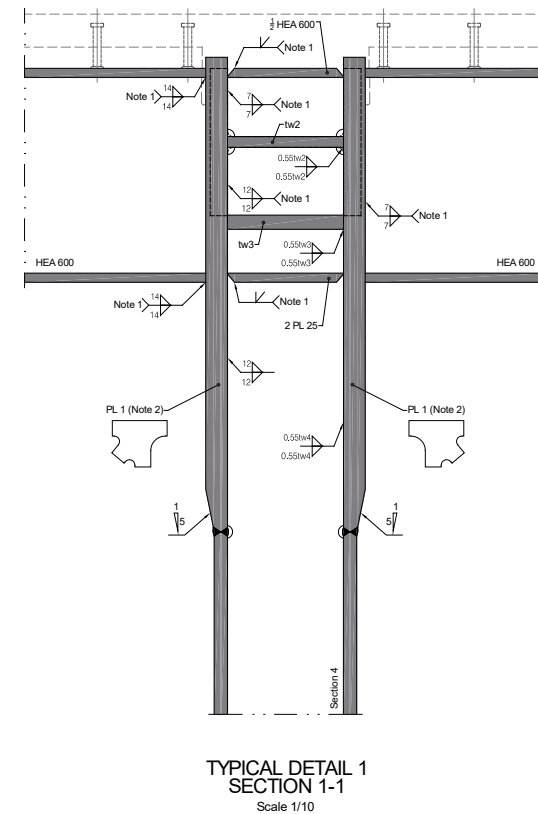 ½ HEA 600
Note 1
14
14
Note 1
7
7
Note 1
tw2
0.55tw2
0.55tw2
12
12
Note 1
7
7
Note 1
tw3
0.55tw3
0.55tw3
HEA 600
HEA 600
14
14
Note 1
Note 1
2 PL 25
12
12
PL 1 (Note 2)
PL 1 (Note 2)
0.55tw4
0.55tw4
1
5
1
5
Section 4
TYPICAL DETAIL 1
SECTION 1-1
Scale 1/10